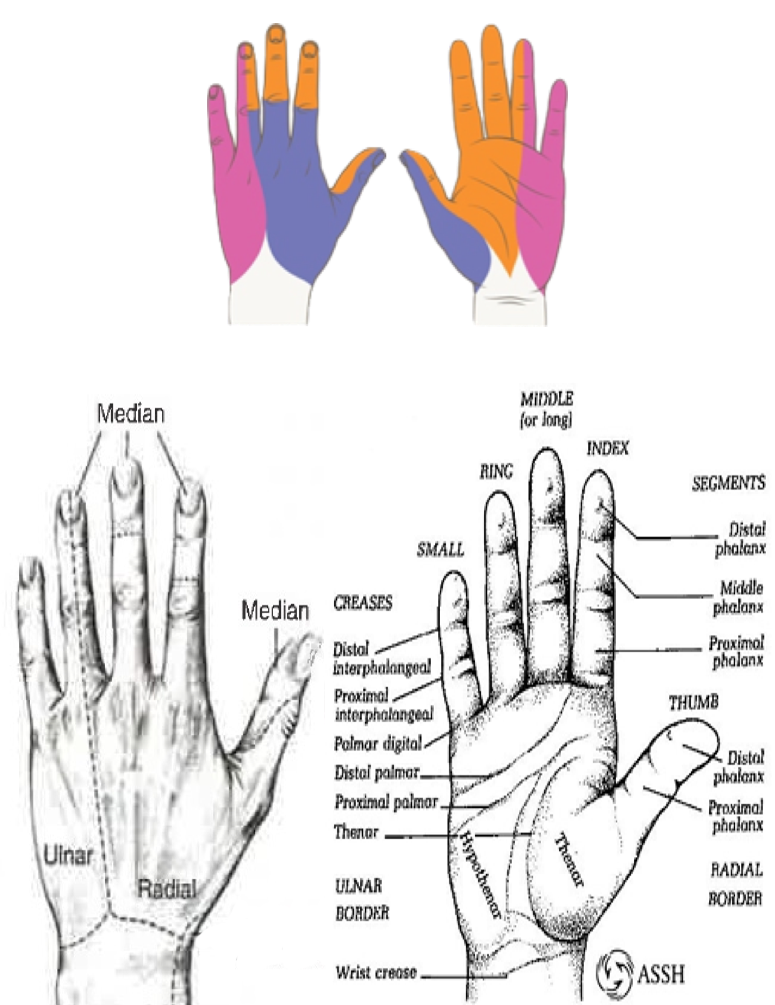 Median
Median
Ulnar
Radial
MIDDLE
(or long)
INDEX
RING
SEGMENTS
SMALL
Distal
phalanx
CREASES
Middle
phalanx
Distal
interphalangeal
Proximal
phalanx
Proximal
interphalangeal
THUMB
Palmar digital
Distal palmar
Distal
phalanx
Proximal palmar
Proximal
phalanx
Thenar
Hypothenar
Thenar
RADIAL
BORDER
ULNAR
BORDER
Wrist crease
ASSH